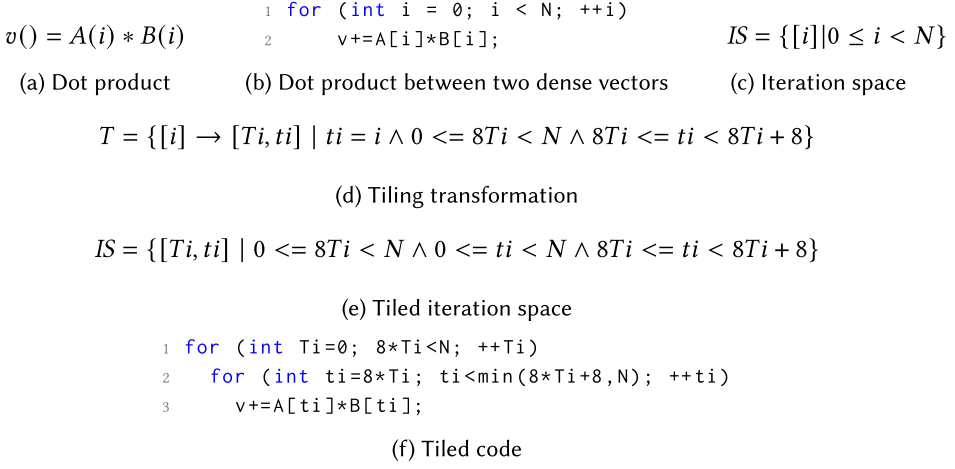 v() = A(i) ∗ B(i)
(a) Dot product
1 for (int i = 0; i < N; ++i)
2 v+=A[i]*B[i];
(b) Dot product between two dense vectors
IS = {[i]|0 ≤ i < N}
(c) Iteration space
T = {[i] → [Ti, ti] | ti = i ∧ 0 <= 8Ti < N ∧ 8Ti <= ti < 8Ti + 8}
(d) Tiling transformation
IS = {[Ti, ti] | 0 <= 8Ti < N ∧ 0 <= ti < N ∧ 8Ti <= ti < 8Ti + 8}
(e) Tiled iteration space
1 for (int Ti=0; 8*Ti<N; ++Ti)
2 for (int ti=8*Ti; ti<min(8*Ti+8,N); ++ti)
3 v+=A[ti]*B[ti];
(f) Tiled code